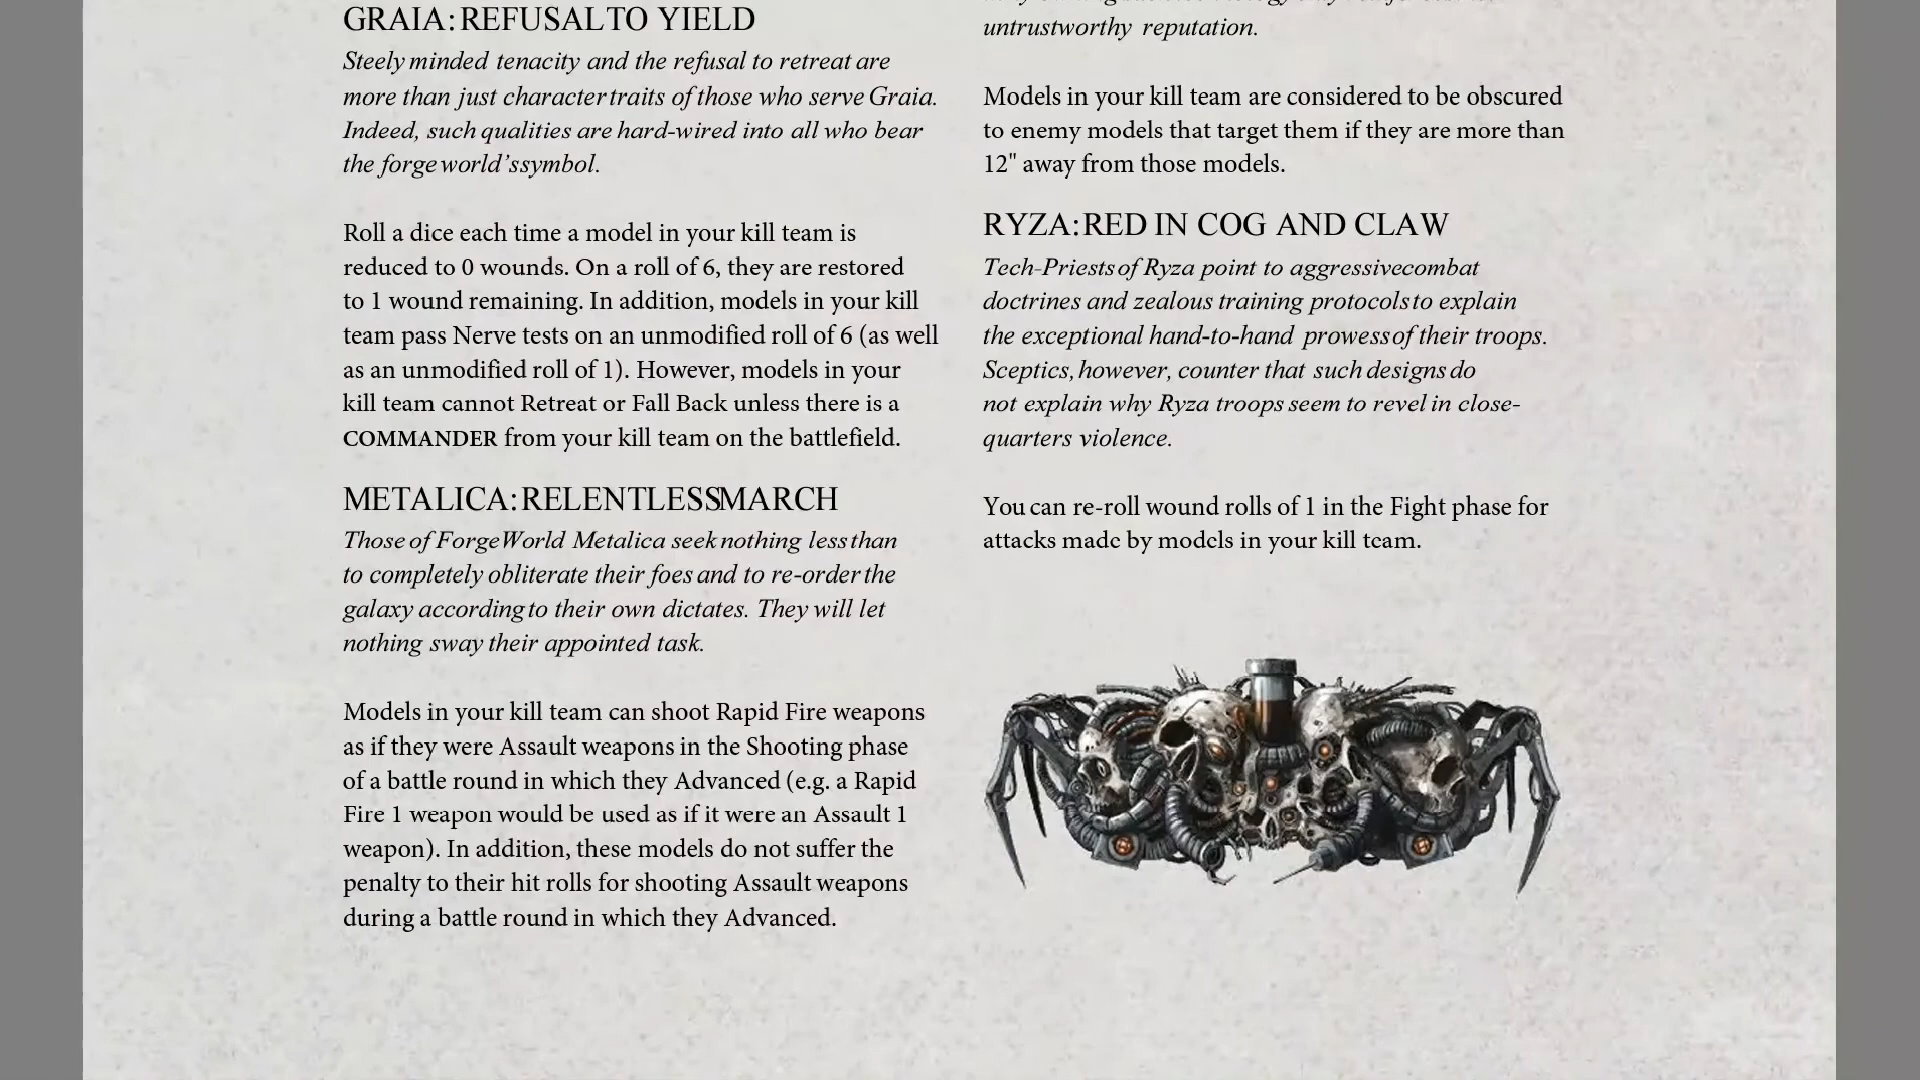 GRAIA: REFUSAL TO YIELD
Steely minded tenacity and the refusal to retreat are
more than just character traits of those who serve Graia.
Indeed, such qualities are hard-wired into all who bear
the forge world's symbol.
Roll a dice each time a model in your kill team is
reduced to 0 wounds. On a roll of 6, they are restored
to 1 wound remaining. In addition, models in your kill
team pass Nerve tests on an unmodified roll of 6 (as well
as an unmodified roll of 1). However, models in your
kill team cannot Retreat or Fall Back unless there is a
COMMANDER from your kill team on the battlefield.
METALICA: RELENTLESS MARCH
Those of Forge World Metalica seek nothing less than
to completely obliterate their foes and to re-order the
galaxy according to their own dictates. They will let
nothing sway their appointed task.
Models in your kill team can shoot Rapid Fire weapons
as if they were Assault weapons in the Shooting phase
of a battle round in which they Advanced (e.g. a Rapid
Fire 1 weapon would be used as if it were an Assault 1
weapon). In addition, these models do not suffer the
penalty to their hit rolls for shooting Assault weapons
during a battle round in which they Advanced.
untrustworthy reputation.
Models in your kill team are considered to be obscured
to enemy models that target them if they are more than
12" away from those models.
RYZA: RED IN COG AND CLAW
Tech-Priests of Ryza point to aggressive combat
doctrines and zealous training protocols to explain
the exceptional hand-to-hand prowess of their troops.
Sceptics, however, counter that such designs do
not explain why Ryza troops seem to revel in close-
quarters violence.
You can re-roll wound rolls of 1 in the Fight phase for
attacks made by models in your kill team.